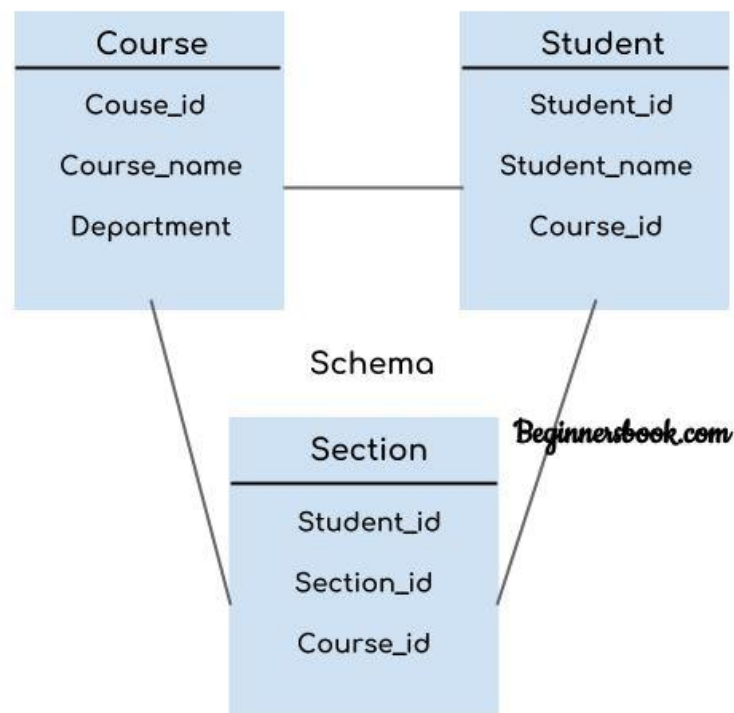 Course
Couse_id
Course_name
Department
Student
Student_id
Student_name
Course_id
Schema
Beginnersbook.com
Section
Student_id
Section_id
Course_id